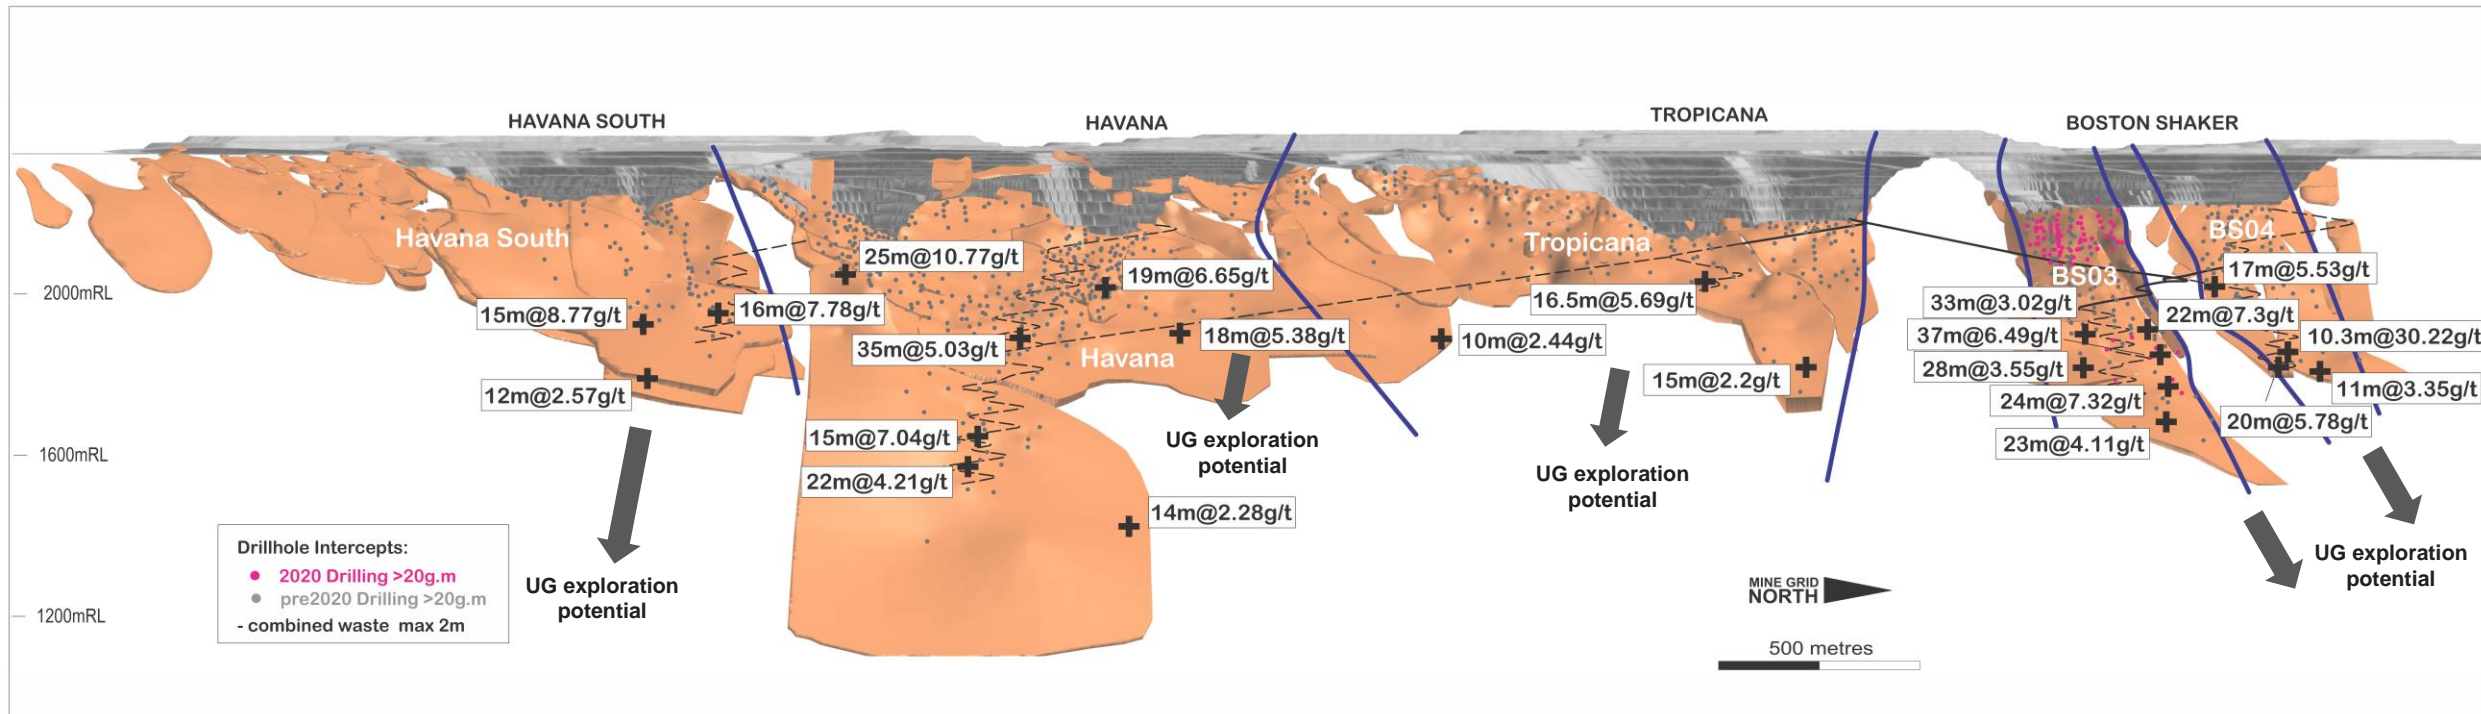 HAVANA SOUTH
HAVANA
TROPICANA
BOSTON SHAKER
Havana South
Tropicana
BS04
BS03
Havana
2000mRL
1600mRL
1200mRL
25m@10.77g/t
19m@6.65g/t
17m@5.53g/t
15m@8.77g/t
16m@7.78g/t
16.5m@5.69g/t
33m@3.02g/t
22m@7.3g/t
35m@5.03g/t
18m@5.38g/t
10m@2.44g/t
37m@6.49g/t
10.3m@30.22g/t
28m@3.55g/t
12m@2.57g/t
15m@2.2g/t
24m@7.32g/t
11m@3.35g/t
20m@5.78g/t
15m@7.04g/t
23m@4.11g/t
22m@4.21g/t
14m@2.28g/t
UG exploration
potential
UG exploration
potential
UG exploration
potential
UG exploration
potential
Drillhole Intercepts:
2020 Drilling >20g.m
pre2020 Drilling >20g.m
- combined waste max 2m
MINE GRID
NORTH
500 metres